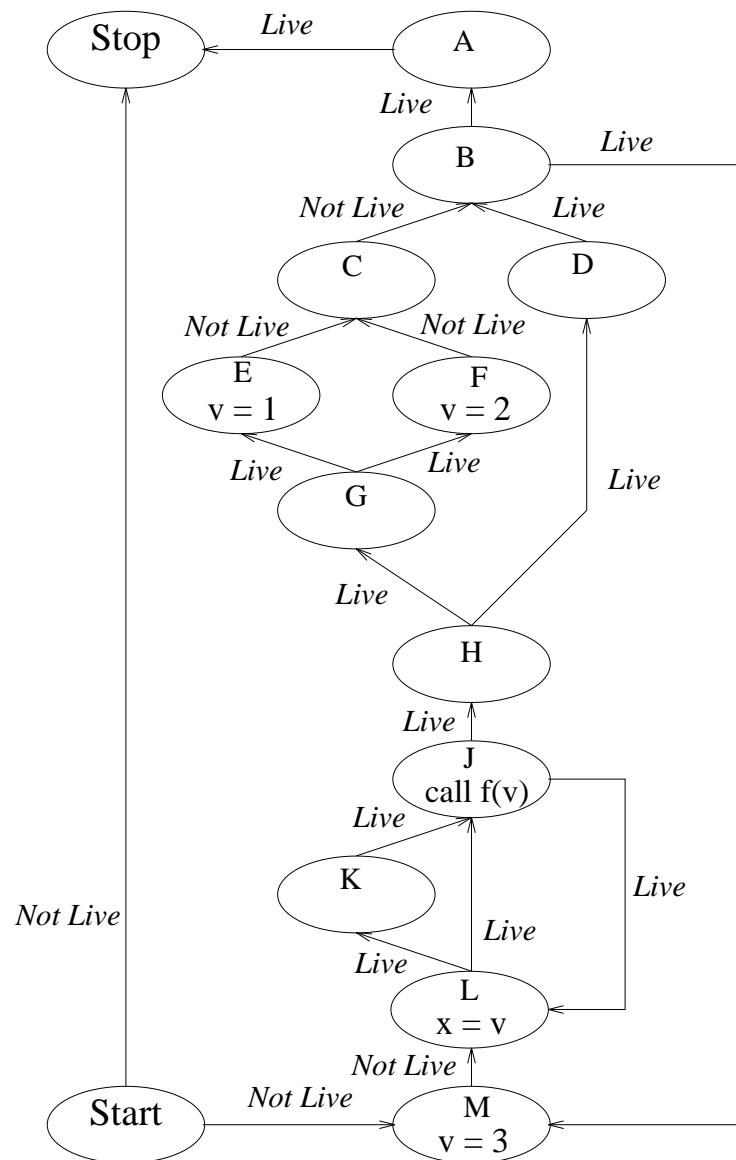 Stop
Live
A
Live
B
Live
Not Live
Live
C
D
Not Live
Not Live
E
v = 1
F
v = 2
Live
Live
G
Live
Live
H
Live
J
call f(v)
Live
K
Live
Not Live
Live
Live
L
x = v
Not Live
Start
Not Live
M
v = 3